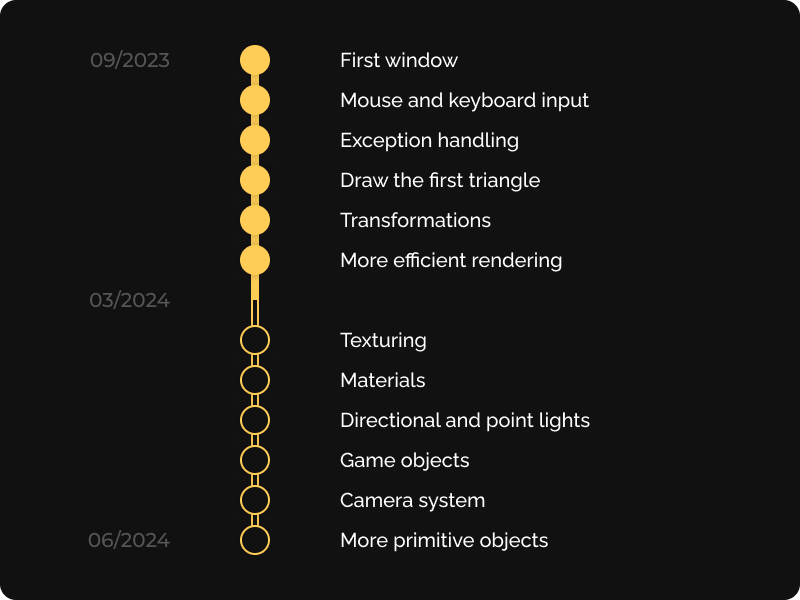 09/2023 First window
Mouse and keyboard input
Exception handling
Draw the first triangle
Transformations
More efficient rendering
03/2024
Texturing
Materials
Directional and point lights
Game objects
Camera system
06/2024 More primitive objects